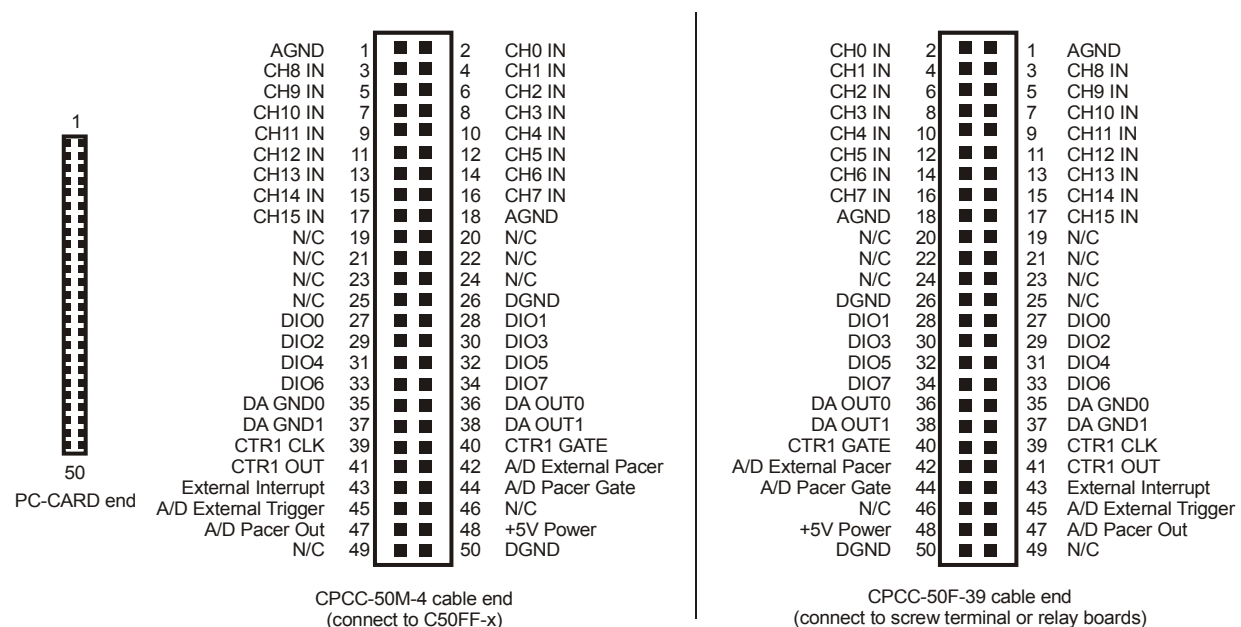 1
50
PC-CARD end
AGND 1 2 CH0 IN
CH8 IN 3 4 CH1 IN
CH9 IN 5 6 CH2 IN
CH10 IN 7 8 CH3 IN
CH11 IN 9 10 CH4 IN
CH12 IN 11 12 CH5 IN
CH13 IN 13 14 CH6 IN
CH14 IN 15 16 CH7 IN
CH15 IN 17 18 AGND
N/C 19 20 N/C
N/C 21 22 N/C
N/C 23 24 N/C
N/C 25 26 DGND
DIO0 27 28 DIO1
DIO2 29 30 DIO3
DIO4 31 32 DIO5
DIO6 33 34 DIO7
DA GND0 35 36 DA OUT0
DA GND1 37 38 DA OUT1
CTR1 CLK 39 40 CTR1 GATE
CTR1 OUT 41 42 A/D External Pacer
External Interrupt 43 44 A/D Pacer Gate
A/D External Trigger 45 46 N/C
A/D Pacer Out 47 48 +5V Power
N/C 49 50 DGND
CPCC-50M-4 cable end
(connect to C50FF-x)
CH0 IN 2 1 AGND
CH1 IN 4 3 CH8 IN
CH2 IN 6 5 CH9 IN
CH3 IN 8 7 CH10 IN
CH4 IN 10 9 CH11 IN
CH5 IN 12 11 CH12 IN
CH6 IN 14 13 CH13 IN
CH7 IN 16 15 CH14 IN
AGND 18 17 CH15 IN
N/C 20 19 N/C
N/C 22 21 N/C
N/C 24 23 N/C
DGND 26 25 N/C
DIO1 28 27 DIO0
DIO3 30 29 DIO2
DIO5 32 31 DIO4
DIO7 34 33 DIO6
DA OUT0 36 35 DA GND0
DA OUT1 38 37 DA GND1
CTR1 GATE 40 39 CTR1 CLK
A/D External Pacer 42 41 CTR1 OUT
A/D Pacer Gate 44 43 External Interrupt
N/C 46 45 A/D External Trigger
+5V Power 48 47 A/D Pacer Out
DGND 50 49 N/C
CPCC-50F-39 cable end
(connect to screw terminal or relay boards)